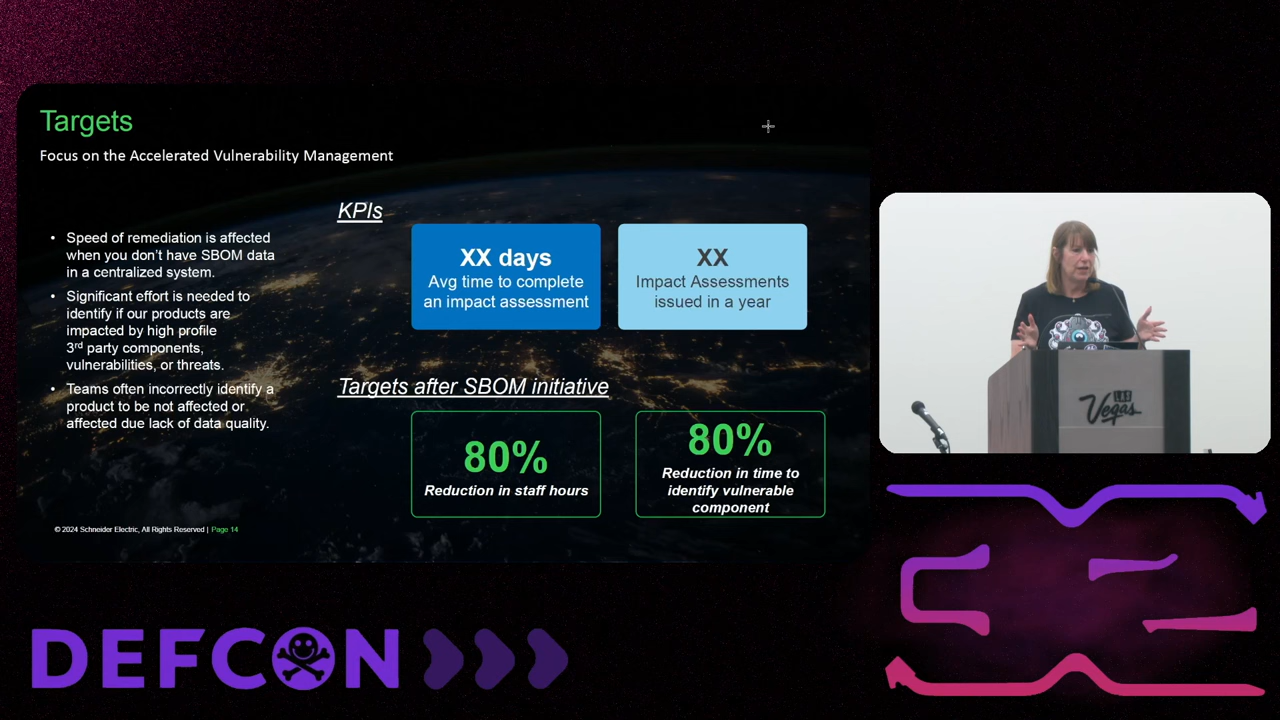 Targets
Focus on the Accelerated Vulnerability Management
KPIs
• Speed of remediation is affected
when you don't have SBOM data
in a centralized system.
• Significant effort is needed to
identify if our products are
impacted by high profile
3rd party components,
vulnerabilities, or threats.
• Teams often incorrectly identify a
product to be not affected or
affected due lack of data quality.
XX days
Avg time to complete
an impact assessment
XX
Impact Assessments
issued in a year
Targets after SBOM initiative
80%
Reduction in staff hours
80%
Reduction in time to
identify vulnerable
component
© 2024 Schneider Electric, All Rights Reserved | Page 14
LAS
Vegas
DEFCON